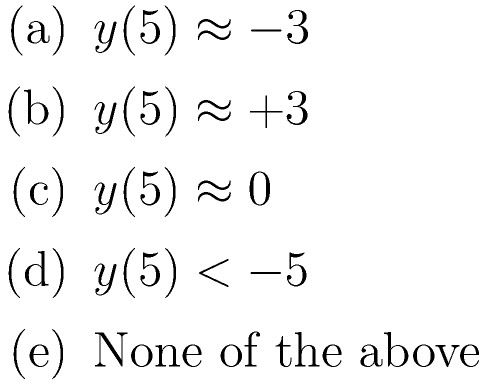 (a) y(5) ≈ −3
(b) y(5) ≈ +3
(c) y(5) ≈ 0
(d) y(5) < −5
(e) None of the above